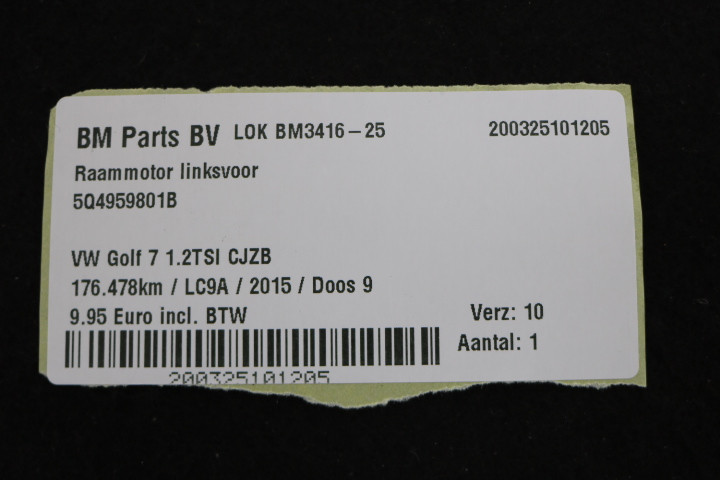 BM Parts BV LOK BM3416-25 200325101205
Raammotor linksvoor
5Q4959801B
VW Golf 7 1.2TSI CJZB
176.478km / LC9A / 2015 / Doos 9
9.95 Euro incl. BTW Verz: 10
Aantal: 1
200325101205